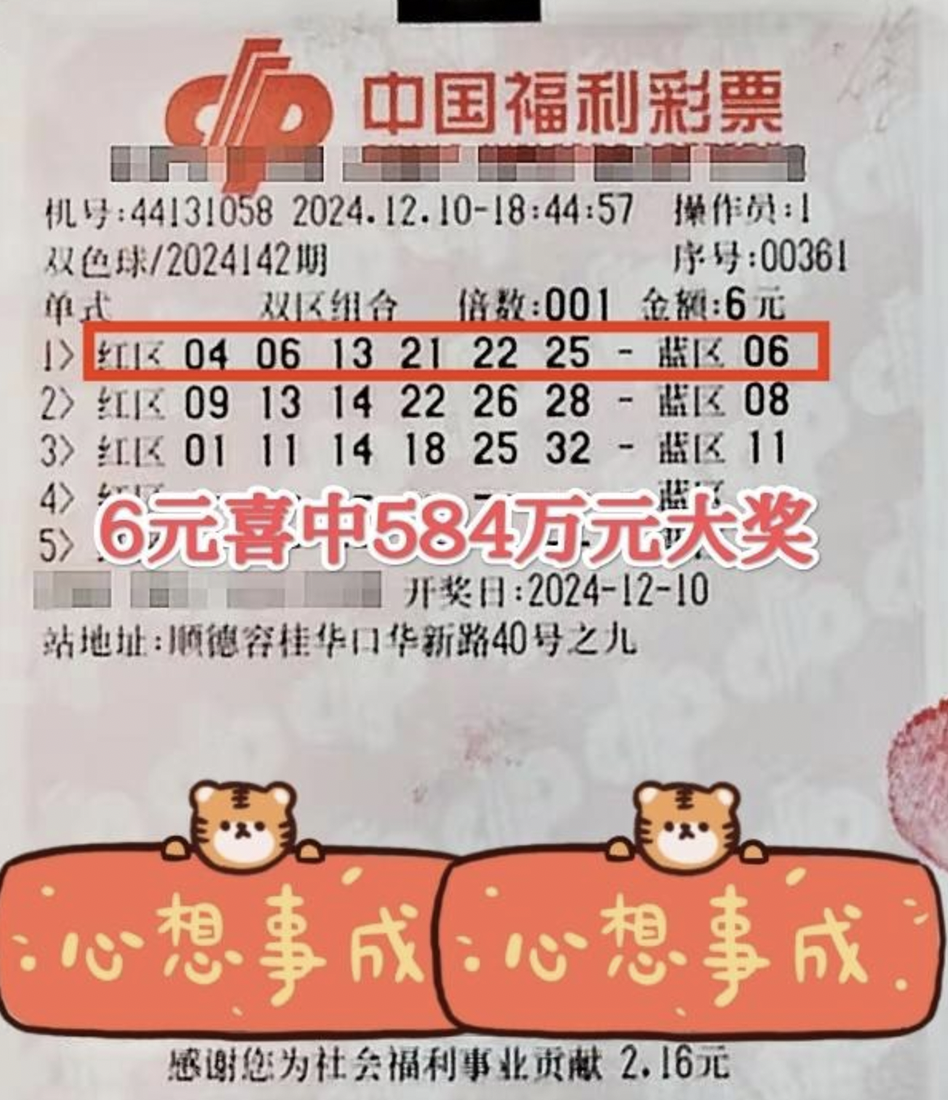 中国福利彩票
机号:44131058 2024.12.10-18:44:57 操作员:1
双色球/2024142期 序号:00361
单式 双区组合 倍数:001 金额:6元
1> 红区 04 06 13 21 22 25 - 蓝区 06
2> 红区 09 13 14 22 26 28 - 蓝区 08
3> 红区 01 11 14 18 25 32 - 蓝区 11
4> 红区 - 蓝区
6元喜中584万元大奖
5>
开奖日:2024-12-10
站地址:顺德容桂华口华新路40号之九
心想事成 心想事成
感谢您为社会福利事业贡献 2.16元